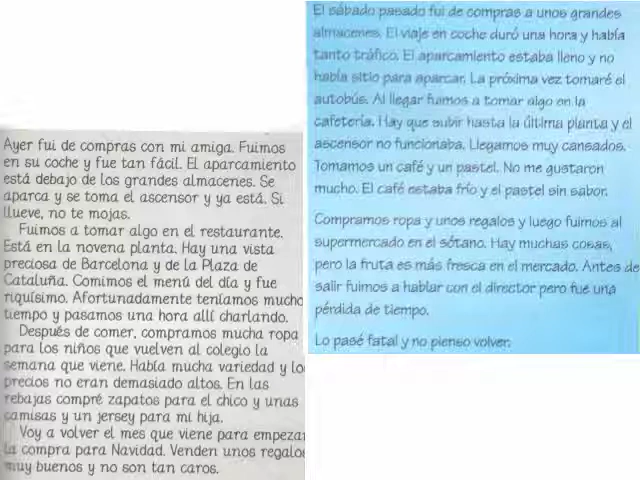 Ayer fui de compras con mi amiga. Fuimos
en su coche y fue tan fácil. El aparcamiento
está debajo de los grandes almacenes. Se
aparca y se toma el ascensor y ya está. Si
llueve, no te mojas.
Fuimos a tomar algo en el restaurante.
Está en la novena planta. Hay una vista
preciosa de Barcelona y de la Plaza de
Cataluña. Comimos el menú del día y fue
riquísimo. Afortunadamente teníamos mucho
tiempo y pasamos una hora allí charlando.
Después de comer, compramos mucha ropa
para los niños que vuelven al colegio la
semana que viene. Había mucha variedad y lo
precios no eran demasiado altos. En las
rebajas compré zapatos para el chico y unas
camisas y un jersey para mi hija.
Voy a volver el mes que viene para empezar
la compra para Navidad. Venden unos regalos
muy buenos y no son tan caros.
El sábado pasado fui de compras a unos grandes
almacenes. El viaje en coche duró una hora y había
tanto tráfico. El aparcamiento estaba lleno y no
había sitio para aparcar. La próxima vez tomaré el
autobús. Al llegar fuimos a tomar algo en la
cafetería. Hay que subir hasta la última planta y el
ascensor no funcionaba. Llegamos muy cansados.
Tomamos un café y un pastel. No me gustaron
mucho. El café estaba frío y el pastel sin sabor.
Compramos ropa y unos regalos y luego fuimos al
supermercado en el sótano. Hay muchas cosas,
pero la fruta es más fresca en el mercado. Antes de
salir fuimos a hablar con el director pero fue una
pérdida de tiempo.
Lo pasé fatal y no pienso volver.